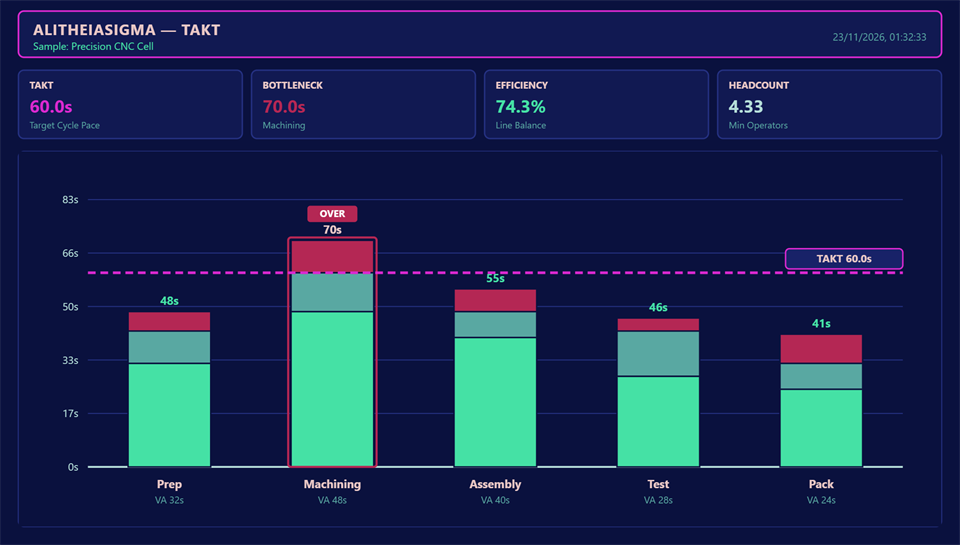 ALITHEIASIGMA — TAKT
Sample: Precision CNC Cell
23/11/2026, 01:32:33
TAKT
60.0s
Target Cycle Pace
BOTTLENECK
70.0s
Machining
EFFICIENCY
74.3%
Line Balance
HEADCOUNT
4.33
Min Operators
83s
66s
50s
33s
17s
0s
OVER
70s
TAKT 60.0s
48s
55s
46s
41s
Prep
VA 32s
Machining
VA 48s
Assembly
VA 40s
Test
VA 28s
Pack
VA 24s